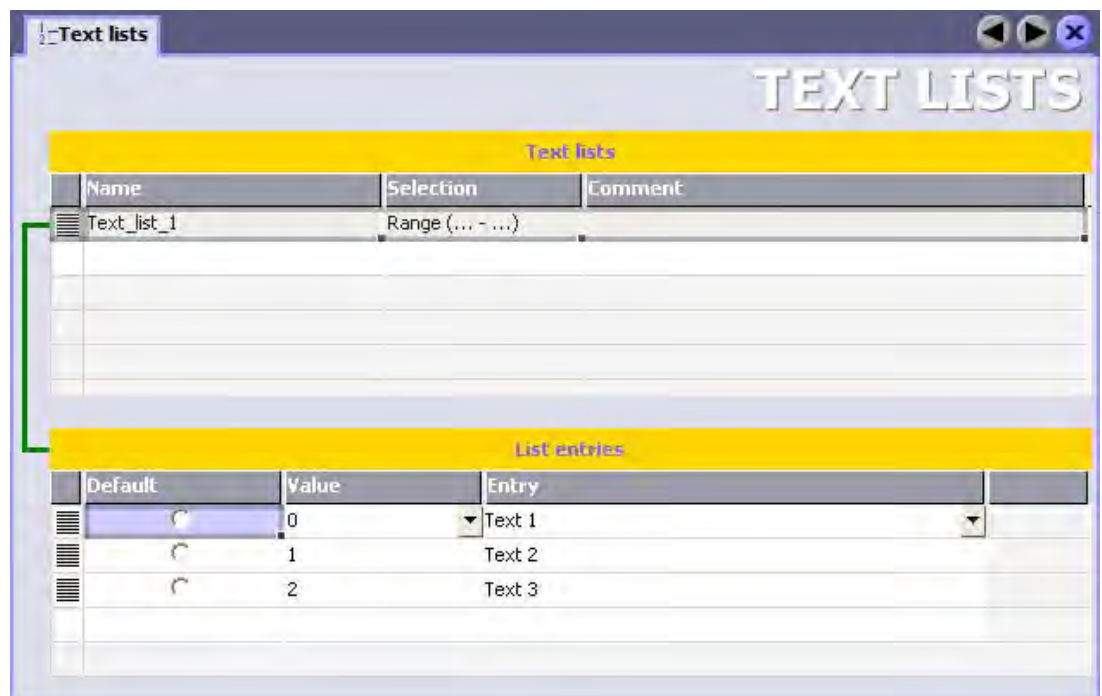 Text lists
TEXT LISTS
Text lists
Name Selection Comment
Text_list_1 Range (... - ...)
List entries
Default Value Entry
0 Text 1
1 Text 2
2 Text 3